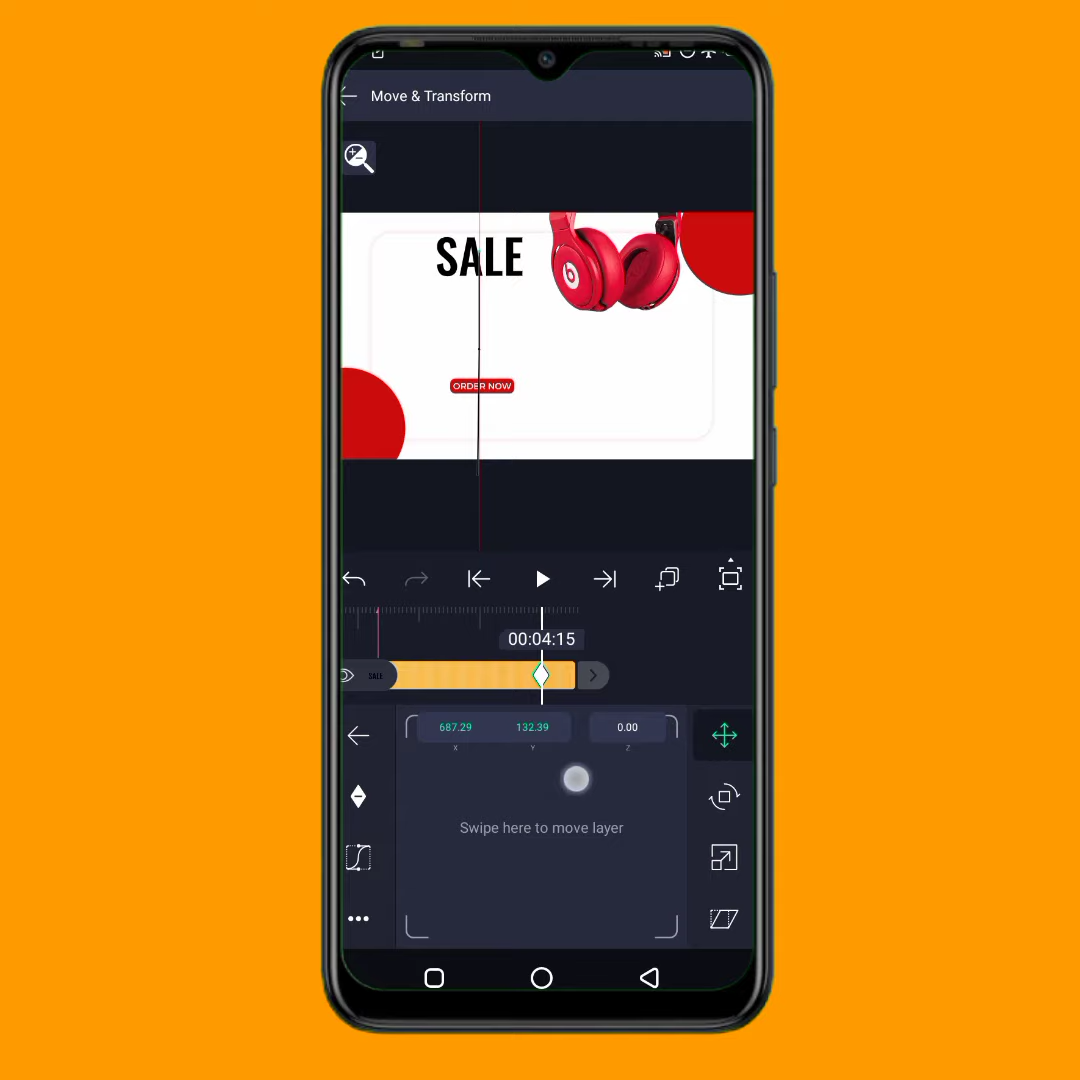 Move & Transform
SALE
b
ORDER NOW
00:04:15
SALE
687.29 132.39 0.00
X Y Z
Swipe here to move layer